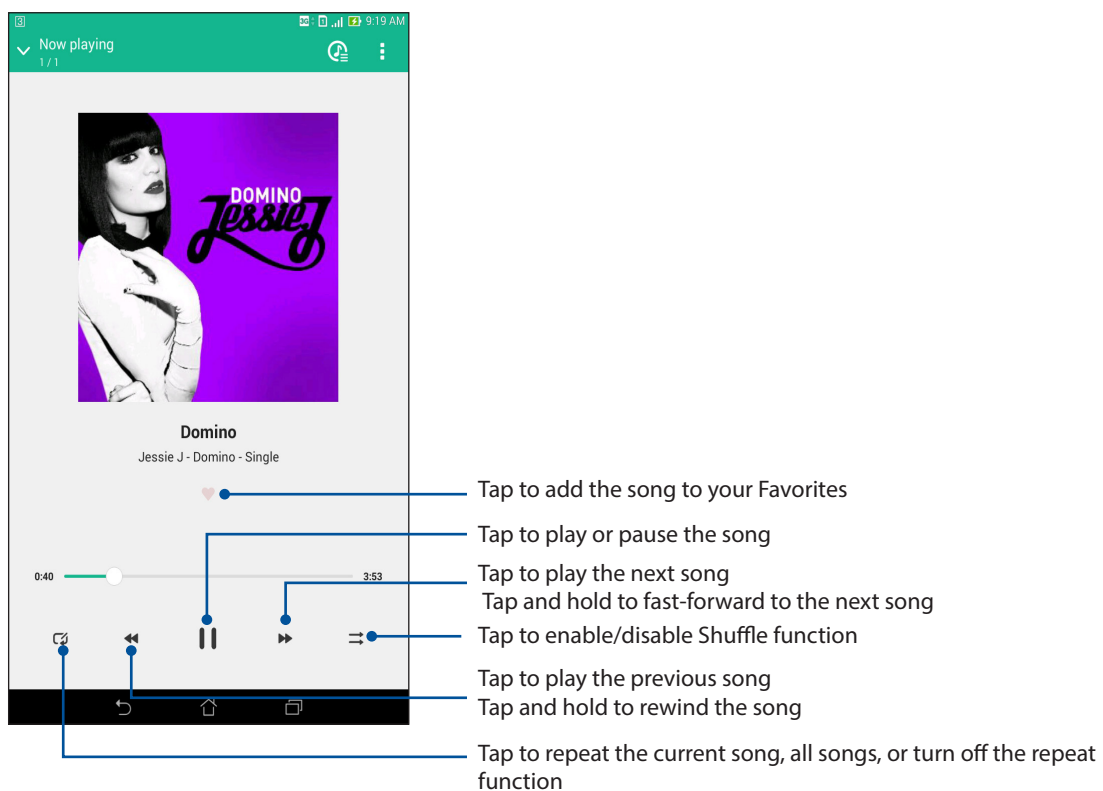 3
3G
1
9:19 AM
Now playing
1 / 1
DOMINO
Jessie J
Domino
Jessie J - Domino - Single
Tap to add the song to your Favorites
Tap to play or pause the song
0:40
3:53
Tap to play the next song
Tap and hold to fast-forward to the next song
Tap to enable/disable Shuffle function
Tap to play the previous song
Tap and hold to rewind the song
Tap to repeat the current song, all songs, or turn off the repeat
function